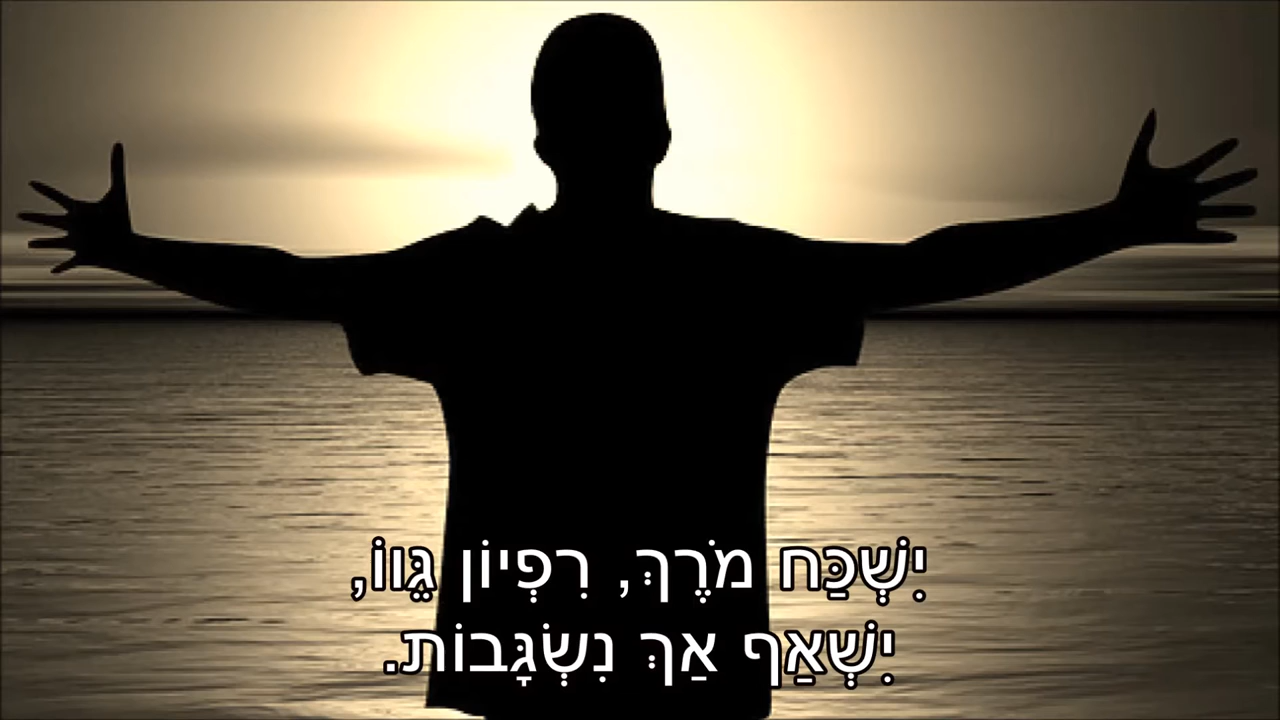 יִשְׁכַּח מֹרֶךְ, רִפְיוֹן גֶּווֹ,
יִשְׁאַף אַךְ נִשְׂגָּבוֹת.